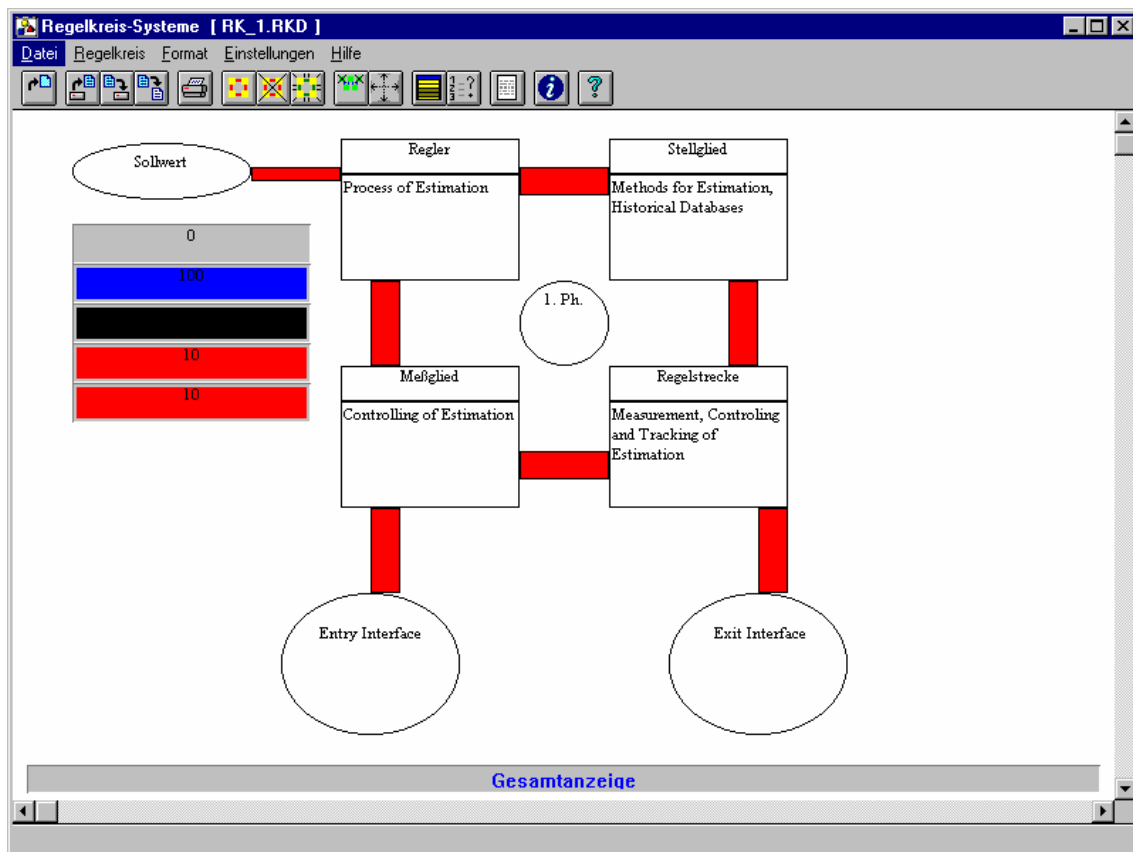 Regelkreis-Systeme [ RK_1.RKD ]
Datei Regelkreis Format Einstellungen Hilfe
Sollwert
Regler
Process of Estimation
Stellglied
Methods for Estimation,
Historical Databases
0
100
10
10
1. Ph.
Meßglied
Controlling of Estimation
Regelstrecke
Measurement, Controling
and Tracking of
Estimation
Entry Interface
Exit Interface
Gesamtanzeige